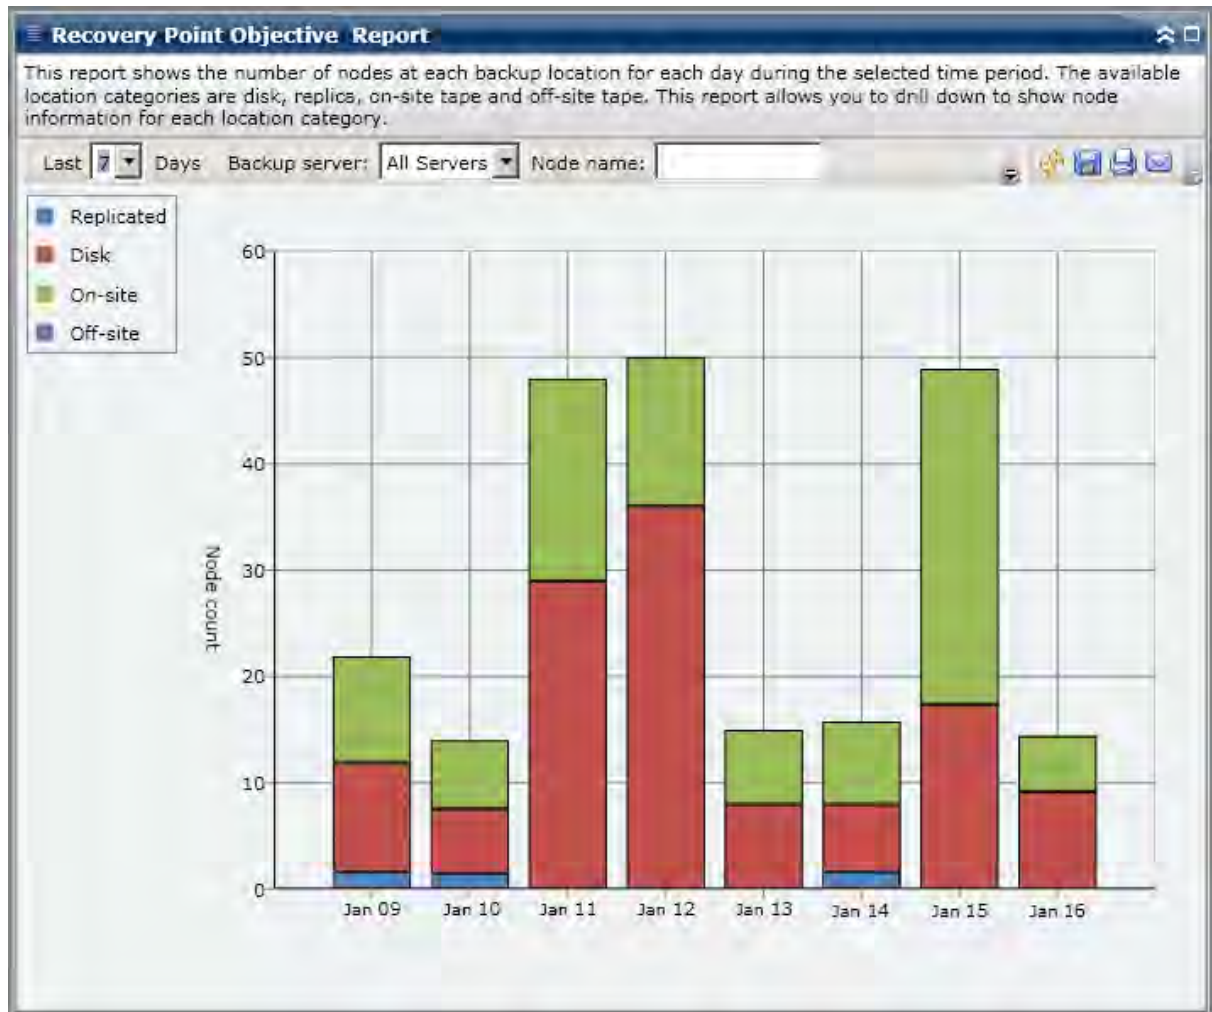 Recovery Point Objective Report
This report shows the number of nodes at each backup location for each day during the selected time period. The available
location categories are disk, replica, on-site tape and off-site tape. This report allows you to drill down to show node
information for each location category.
Last 7 Days Backup server: All Servers Node name:
Replicated
Disk
On-site
Off-site
60
50
40
30
20
10
0
Node count
Jan 09 Jan 10 Jan 11 Jan 12 Jan 13 Jan 14 Jan 15 Jan 16